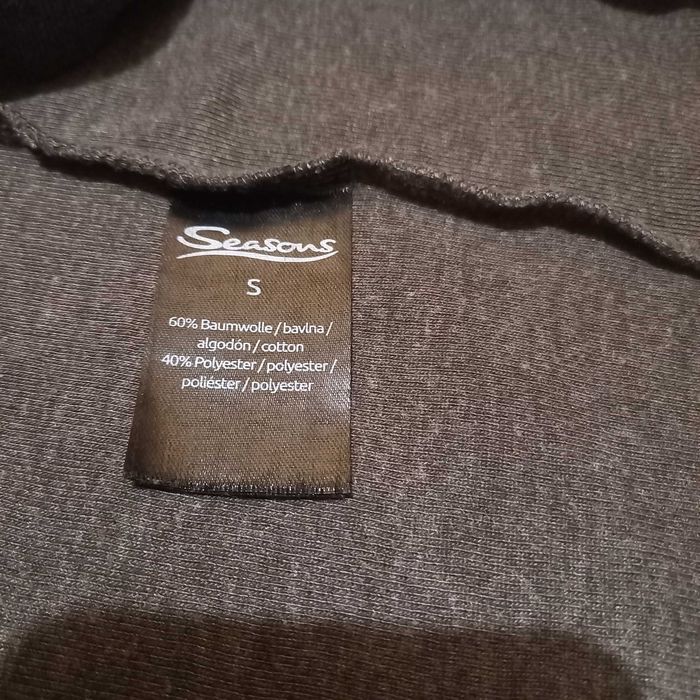 Seasons
S
60% Baumwolle / bavlna /
algodón / cotton
40% Polyester / polyester /
poliéster / polyester